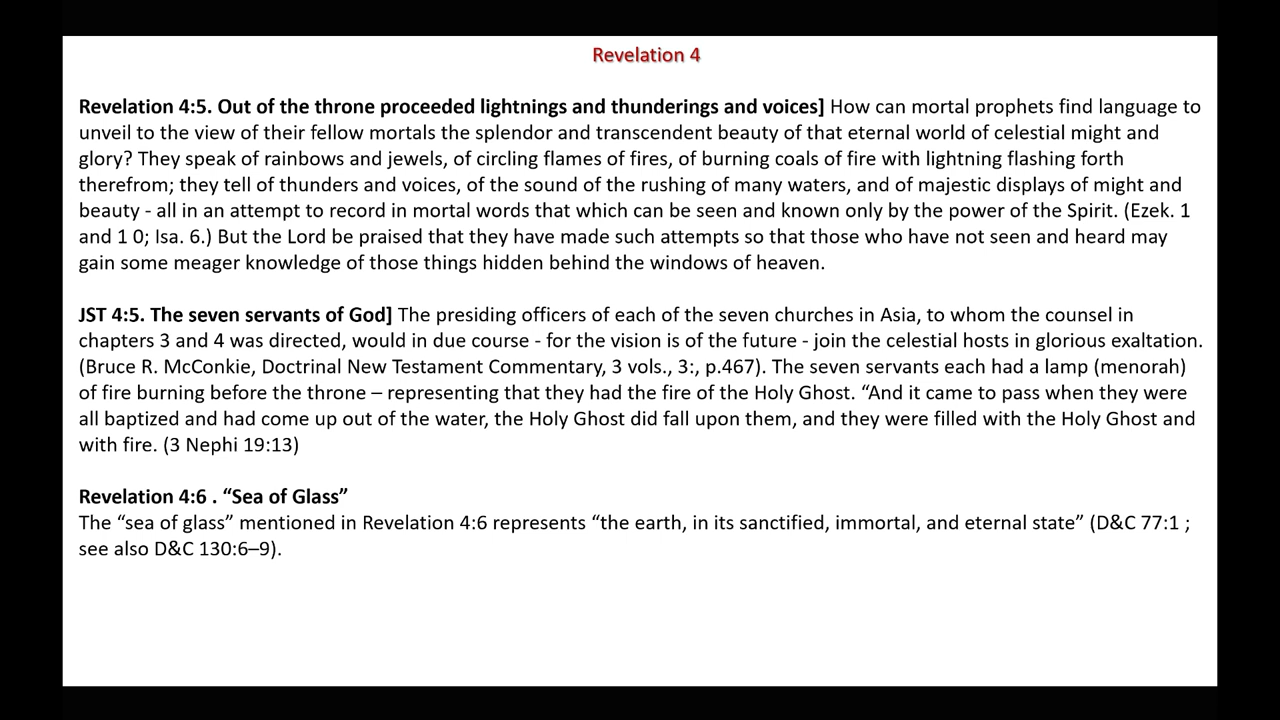 Revelation 4
Revelation 4:5. Out of the throne proceeded lightnings and thunderings and voices] How can mortal prophets find language to
unveil to the view of their fellow mortals the splendor and transcendent beauty of that eternal world of celestial might and
glory? They speak of rainbows and jewels, of circling flames of fires, of burning coals of fire with lightning flashing forth
therefrom; they tell of thunders and voices, of the sound of the rushing of many waters, and of majestic displays of might and
beauty - all in an attempt to record in mortal words that which can be seen and known only by the power of the Spirit. (Ezek. 1
and 1 0; Isa. 6.) But the Lord be praised that they have made such attempts so that those who have not seen and heard may
gain some meager knowledge of those things hidden behind the windows of heaven.
JST 4:5. The seven servants of God] The presiding officers of each of the seven churches in Asia, to whom the counsel in
chapters 3 and 4 was directed, would in due course - for the vision is of the future - join the celestial hosts in glorious exaltation.
(Bruce R. McConkie, Doctrinal New Testament Commentary, 3 vols., 3:, p.467). The seven servants each had a lamp (menorah)
of fire burning before the throne – representing that they had the fire of the Holy Ghost. “And it came to pass when they were
all baptized and had come up out of the water, the Holy Ghost did fall upon them, and they were filled with the Holy Ghost and
with fire. (3 Nephi 19:13)
Revelation 4:6 . “Sea of Glass”
The “sea of glass” mentioned in Revelation 4:6 represents “the earth, in its sanctified, immortal, and eternal state” (D&C 77:1 ;
see also D&C 130:6–9).